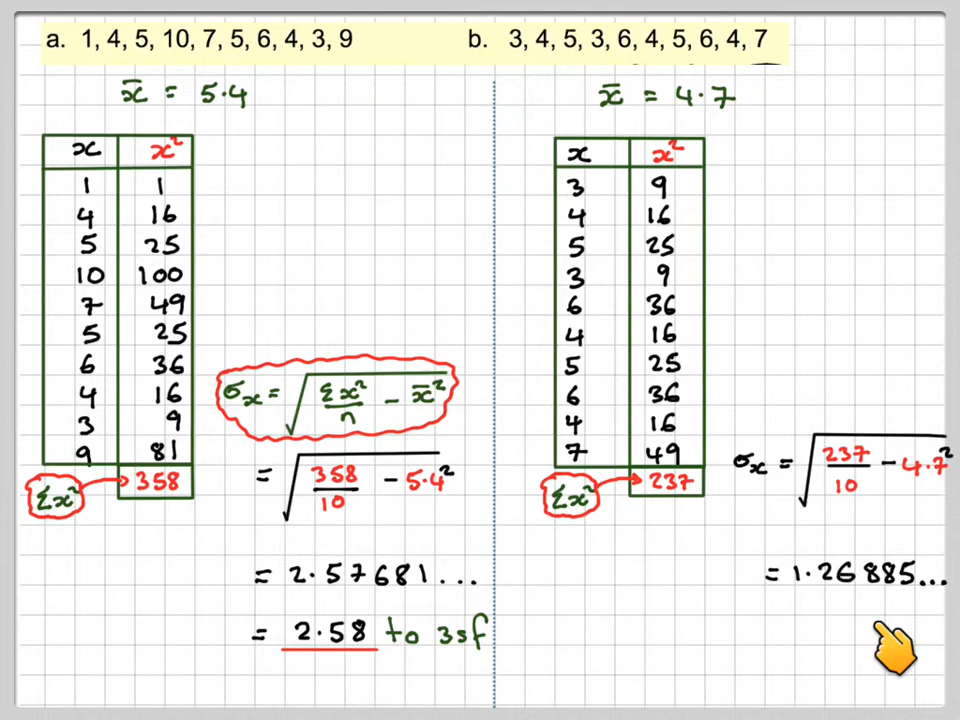 a. 1, 4, 5, 10, 7, 5, 6, 4, 3, 9
x̄ = 5.4
x x²
1 1
4 16
5 25
10 100
7 49
5 25
6 36
4 16
3 9
9 81
Σx² 358
σx = √(Σx²/n - x̄²)
= √(358/10 - 5.4²)
= 2.57681...
= 2.58 to 3sf
b. 3, 4, 5, 3, 6, 4, 5, 6, 4, 7
x̄ = 4.7
x x²
3 9
4 16
5 25
3 9
6 36
4 16
5 25
6 36
4 16
7 49
Σx² 237
σx = √(237/10 - 4.7²)
= 1.26885...